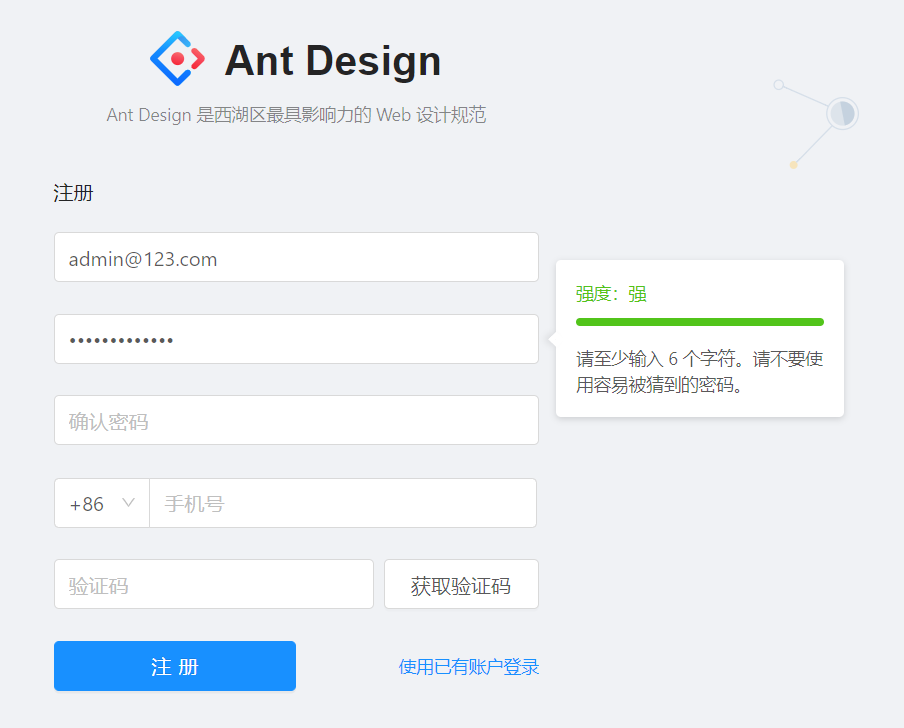 Ant Design
Ant Design 是西湖区最具影响力的 Web 设计规范
注册
admin@123.com
•••••••••••••
强度：强
请至少输入 6 个字符。请不要使
用容易被猜到的密码。
确认密码
+86 手机号
验证码 获取验证码
注 册 使用已有账户登录